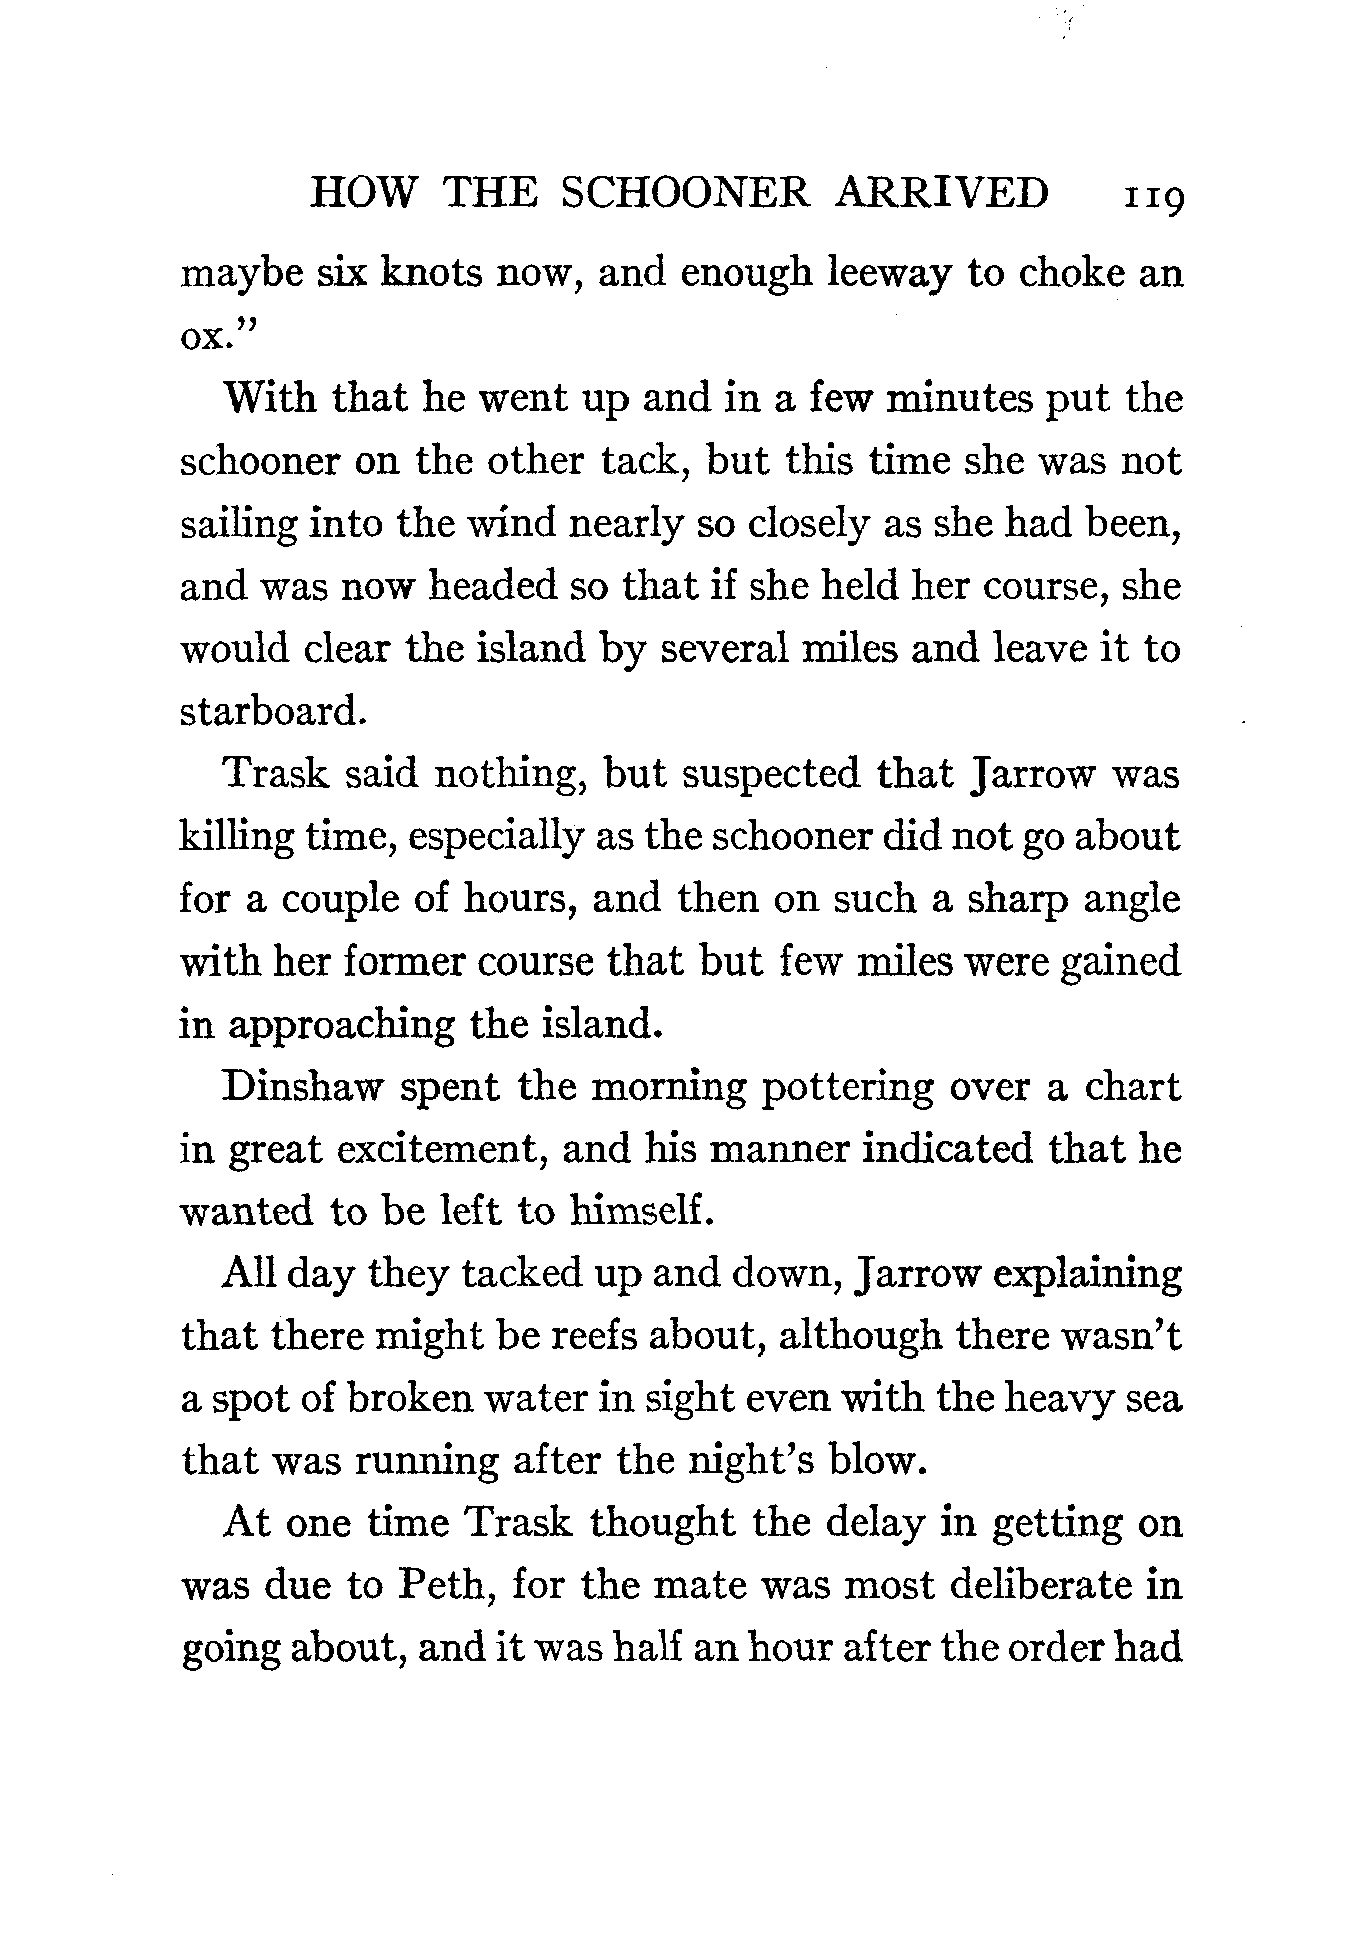 HOW THE SCHOONER ARRIVED 119
maybe six knots now, and enough leeway to choke an
ox.”
With that he went up and in a few minutes put the
schooner on the other tack, but this time she was not
sailing into the wind nearly so closely as she had been,
and was now headed so that if she held her course, she
would clear the island by several miles and leave it to
starboard.
Trask said nothing, but suspected that Jarrow was
killing time, especially as the schooner did not go about
for a couple of hours, and then on such a sharp angle
with her former course that but few miles were gained
in approaching the island.
Dinshaw spent the morning pottering over a chart
in great excitement, and his manner indicated that he
wanted to be left to himself.
All day they tacked up and down, Jarrow explaining
that there might be reefs about, although there wasn’t
a spot of broken water in sight even with the heavy sea
that was running after the night’s blow.
At one time Trask thought the delay in getting on
was due to Peth, for the mate was most deliberate in
going about, and it was half an hour after the order had